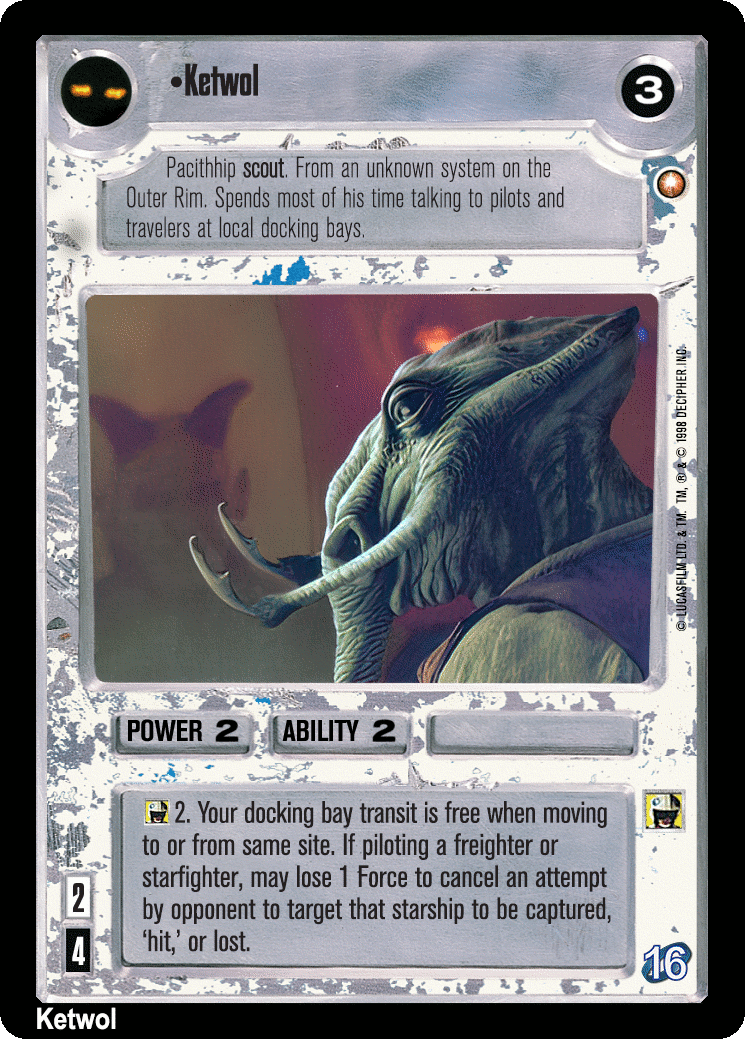 •Ketwol
3
Pacithhip scout. From an unknown system on the
Outer Rim. Spends most of his time talking to pilots and
travelers at local docking bays.
© LUCASFILM LTD. & TM. TM, ® & © 1998 DECIPHER INC.
POWER 2
ABILITY 2
2. Your docking bay transit is free when moving
to or from same site. If piloting a freighter or
starfighter, may lose 1 Force to cancel an attempt
by opponent to target that starship to be captured,
‘hit,’ or lost.
2
4
16
Ketwol